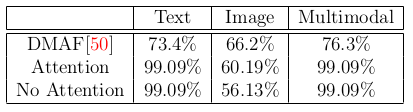 Text Image Multimodal
DMAF[50] 73.4% 66.2% 76.3%
Attention 99.09% 60.19% 99.09%
No Attention 99.09% 56.13% 99.09%